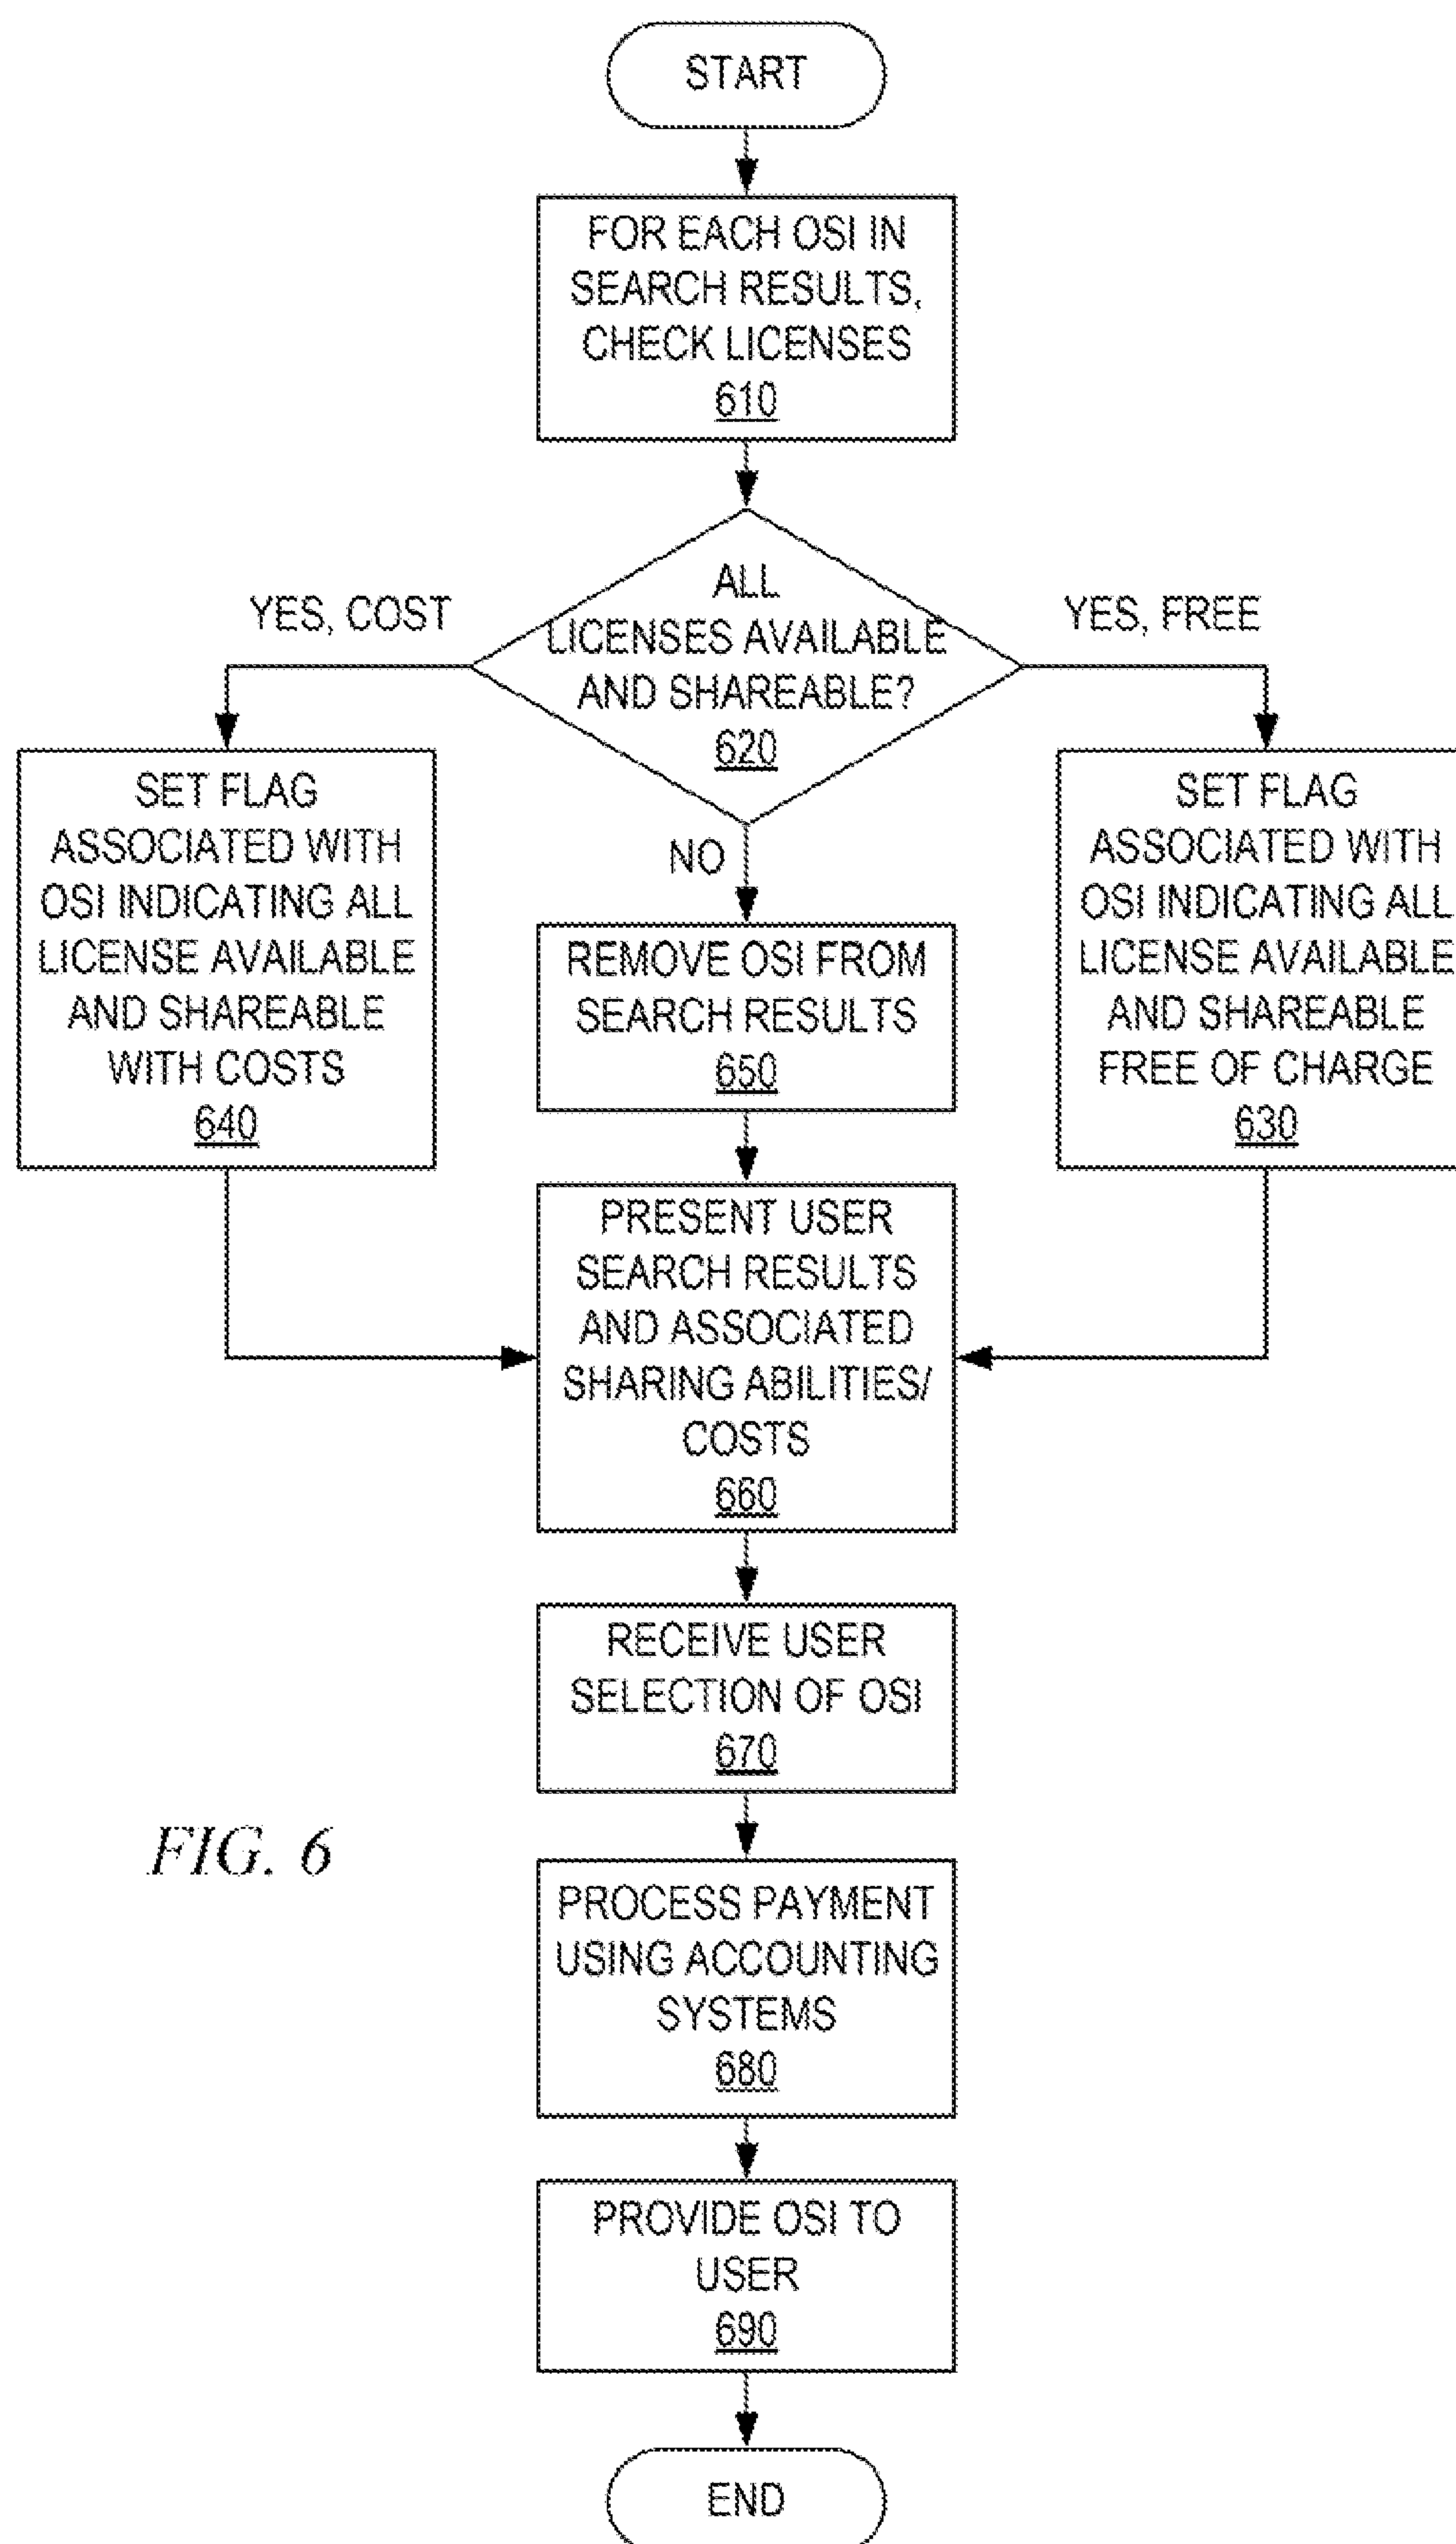 START
FOR EACH OSI IN
SEARCH RESULTS,
CHECK LICENSES
610
ALL
LICENSES AVAILABLE
AND SHAREABLE?
620
YES, COST
YES, FREE
NO
SET FLAG
ASSOCIATED WITH
OSI INDICATING ALL
LICENSE AVAILABLE
AND SHAREABLE
WITH COSTS
640
REMOVE OSI FROM
SEARCH RESULTS
650
SET FLAG
ASSOCIATED WITH
OSI INDICATING ALL
LICENSE AVAILABLE
AND SHAREABLE
FREE OF CHARGE
630
PRESENT USER
SEARCH RESULTS
AND ASSOCIATED
SHARING ABILITIES/
COSTS
660
RECEIVE USER
SELECTION OF OSI
670
FIG. 6
PROCESS PAYMENT
USING ACCOUNTING
SYSTEMS
680
PROVIDE OSI TO
USER
690
END